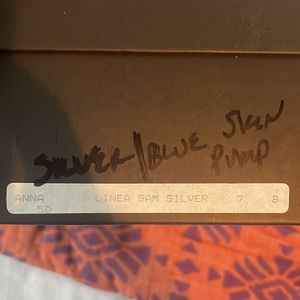 SILVER/BLUE SKIN
PUMP
ANNA LINEA SAM SILVER 7 B
50